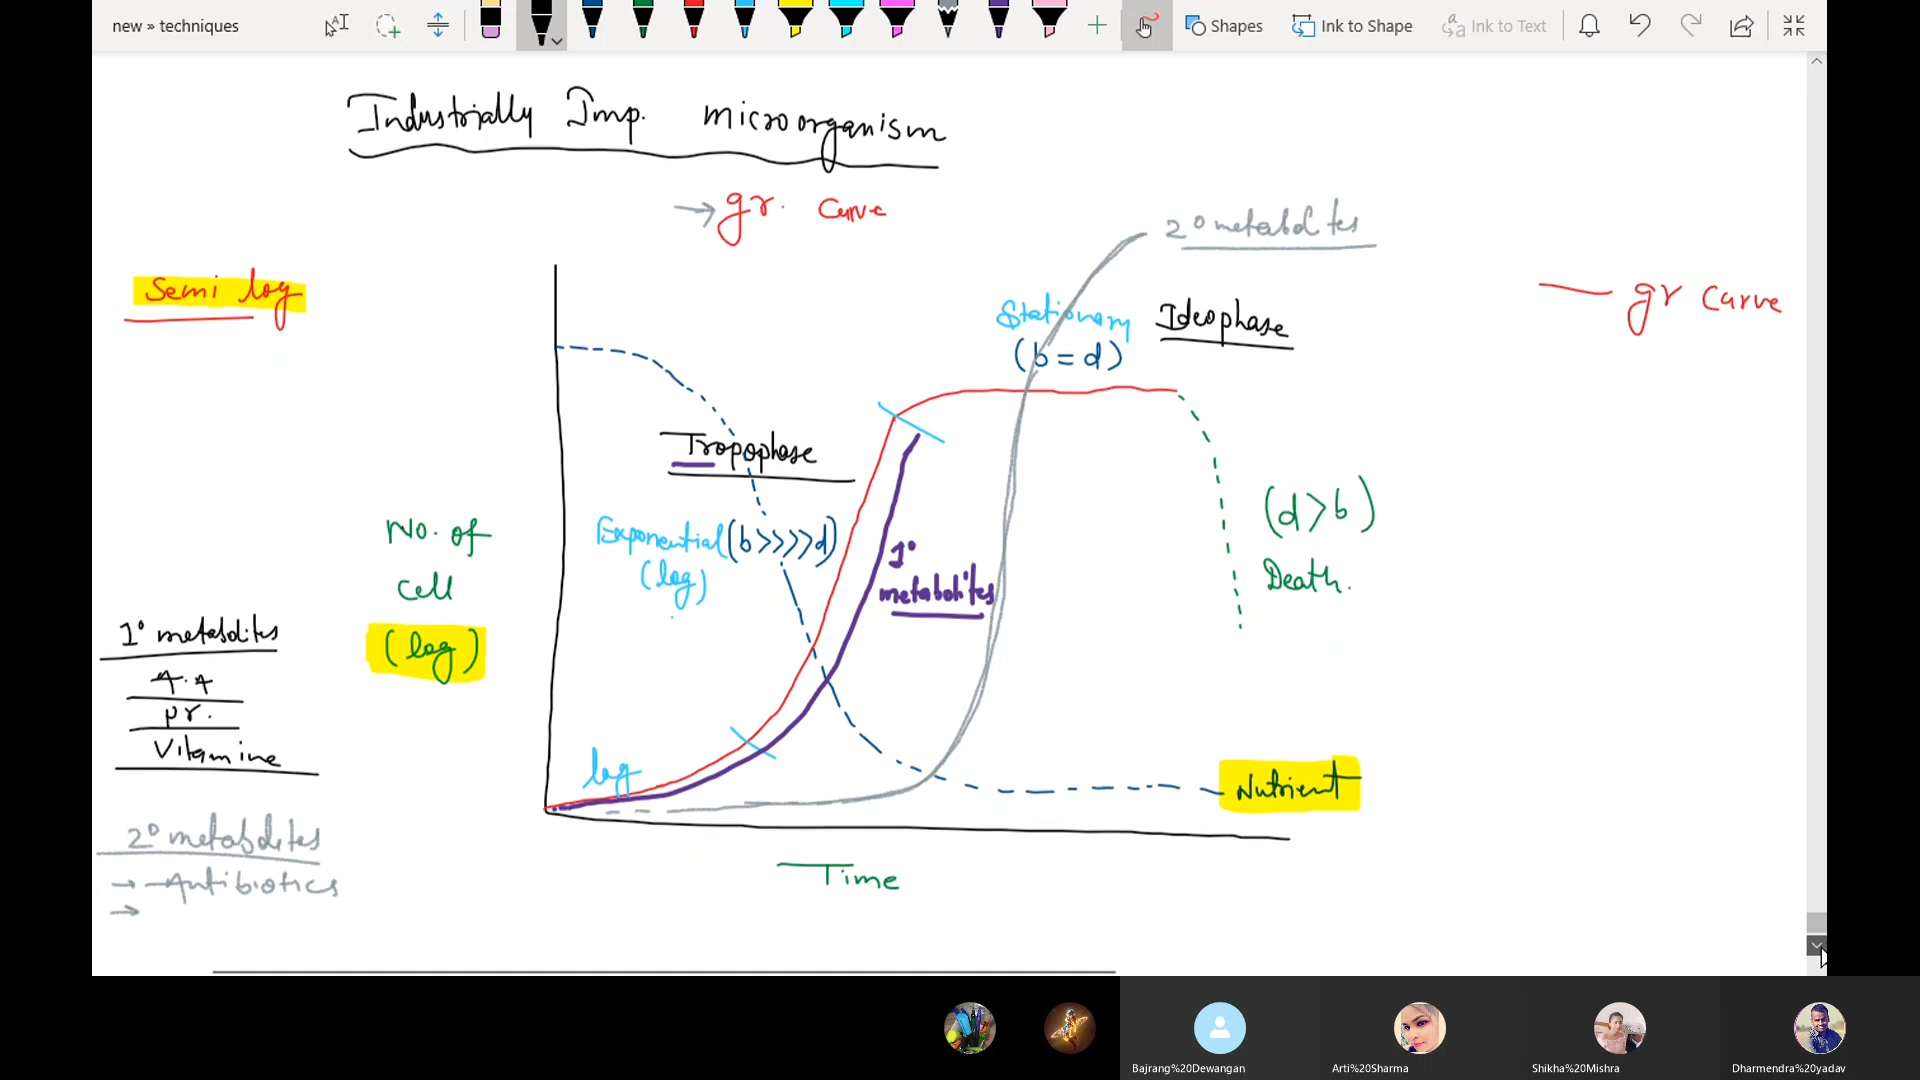 new » techniques
Shapes
Ink to Shape
Ink to Text
Industrially Imp. microorganism
→ gr. Curve
2° metabolites
Semi log
Stationary
(b = d)
Ideophase
gr Curve
Tropophase
No. of
Cell
(log)
Exponential (b>>>>d)
(log)
1°
metabolites
(d>b)
Death.
1° metabolites
A.A
pr.
Vitamine
lag
Nutrient
2° metabolites
→ Antibiotics
→
Time
Bajrang%20Dewangan
Arti%20Sharma
Shikha%20Mishra
Dharmendra%20yadav